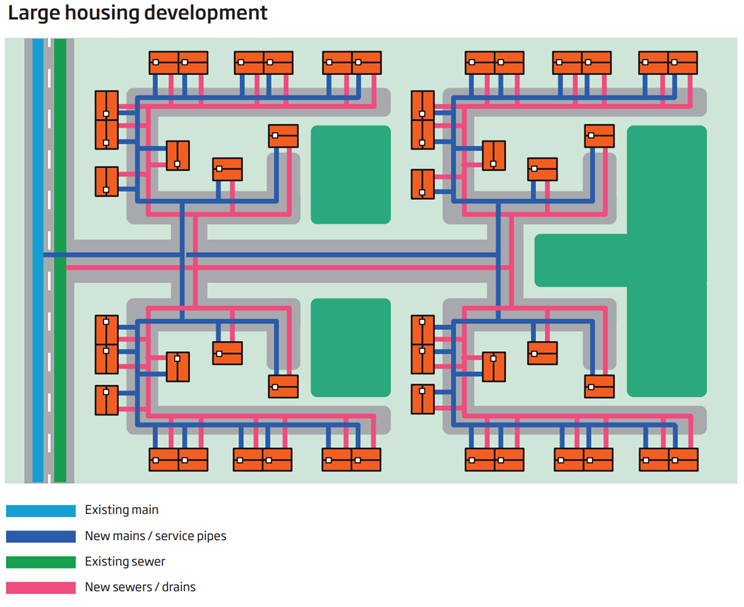 Large housing development
Existing main
New mains / service pipes
Existing sewer
New sewers / drains